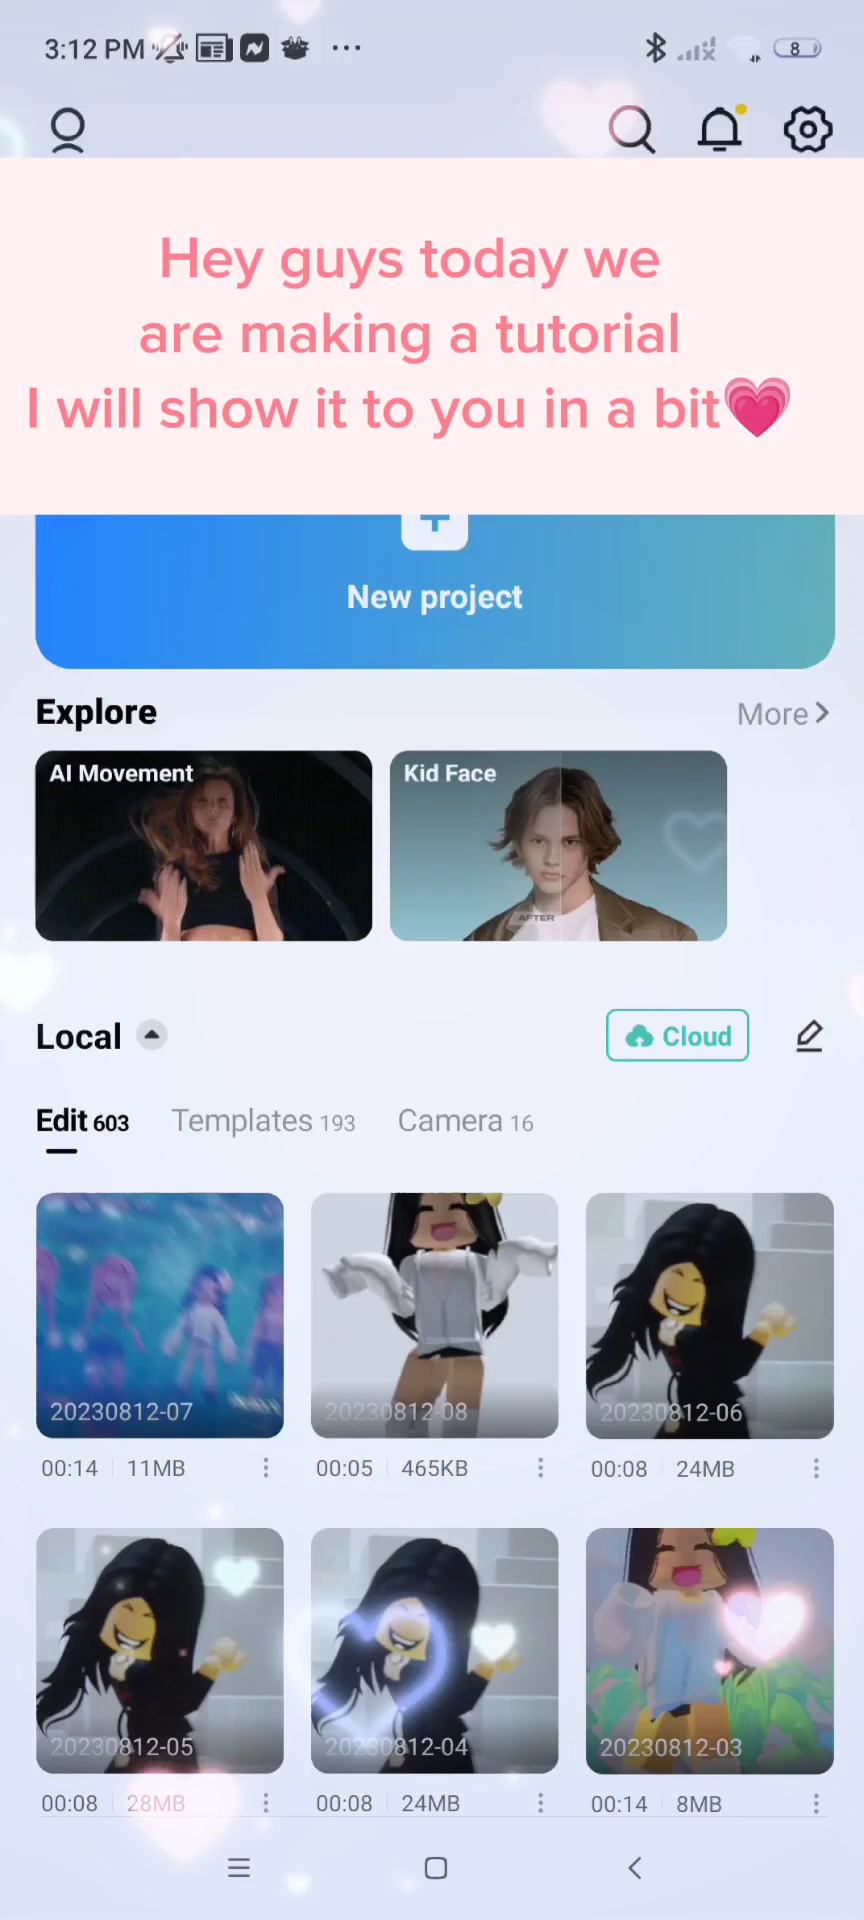 3:12 PM
8
Hey guys today we
are making a tutorial
I will show it to you in a bit💗
New project
Explore
More
AI Movement
Kid Face
AFTER
Local
Cloud
Edit 603
Templates 193
Camera 16
20230812-07
20230812-08
20230812-06
00:14 11MB
00:05 465KB
00:08 24MB
20230812-05
20230812-04
20230812-03
00:08 28MB
00:08 24MB
00:14 8MB